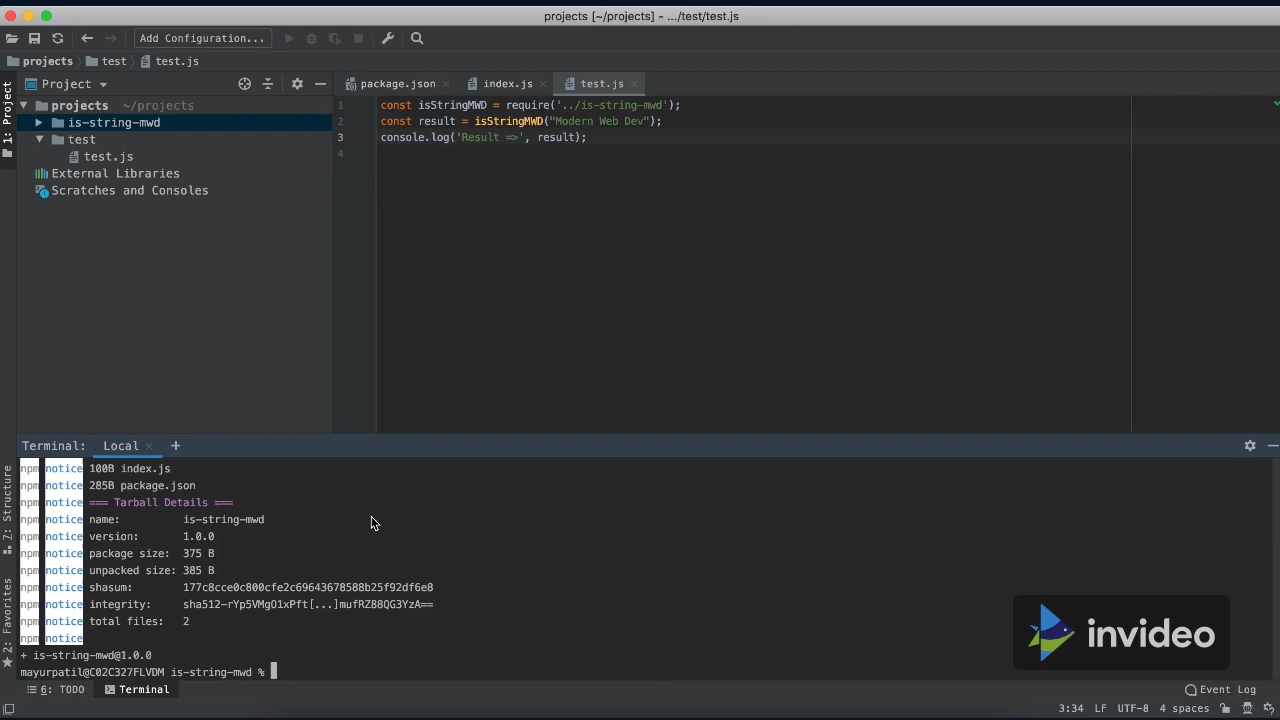 projects [~/projects] - .../test/test.js
Add Configuration...
projects test test.js
1: Project
Project
package.json
index.js
test.js
projects ~/projects
is-string-mwd
test
test.js
External Libraries
Scratches and Consoles
1 const isStringMWD = require('../is-string-mwd');
2 const result = isStringMWD("Modern Web Dev");
3 console.log('Result =>', result);
4
Terminal: Local +
npm notice 100B index.js
npm notice 285B package.json
npm notice === Tarball Details ===
npm notice name: is-string-mwd
npm notice version: 1.0.0
npm notice package size: 375 B
npm notice unpacked size: 385 B
npm notice shasum: 177c8cce0c800cfe2c69643678588b25f92df6e8
npm notice integrity: sha512-rYp5VMgO1xPft[...]mufRZ88QG3YzA==
npm notice total files: 2
npm notice
+ is-string-mwd@1.0.0
mayurpatil@C02C327FLVDM is-string-mwd %
7: Structure
2: Favorites
invideo
6: TODO
Terminal
Event Log
3:34 LF UTF-8 4 spaces